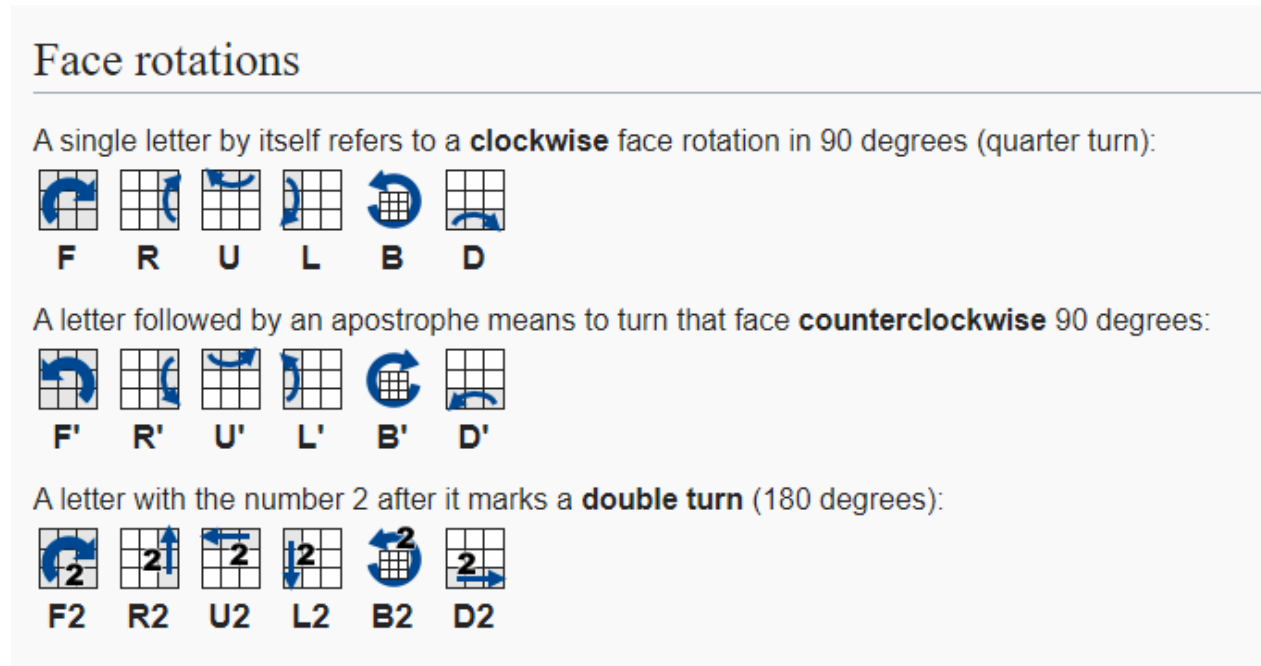 Face rotations
A single letter by itself refers to a clockwise face rotation in 90 degrees (quarter turn):
F R U L B D
A letter followed by an apostrophe means to turn that face counterclockwise 90 degrees:
F' R' U' L' B' D'
A letter with the number 2 after it marks a double turn (180 degrees):
2 2 2 2 2 2
F2 R2 U2 L2 B2 D2